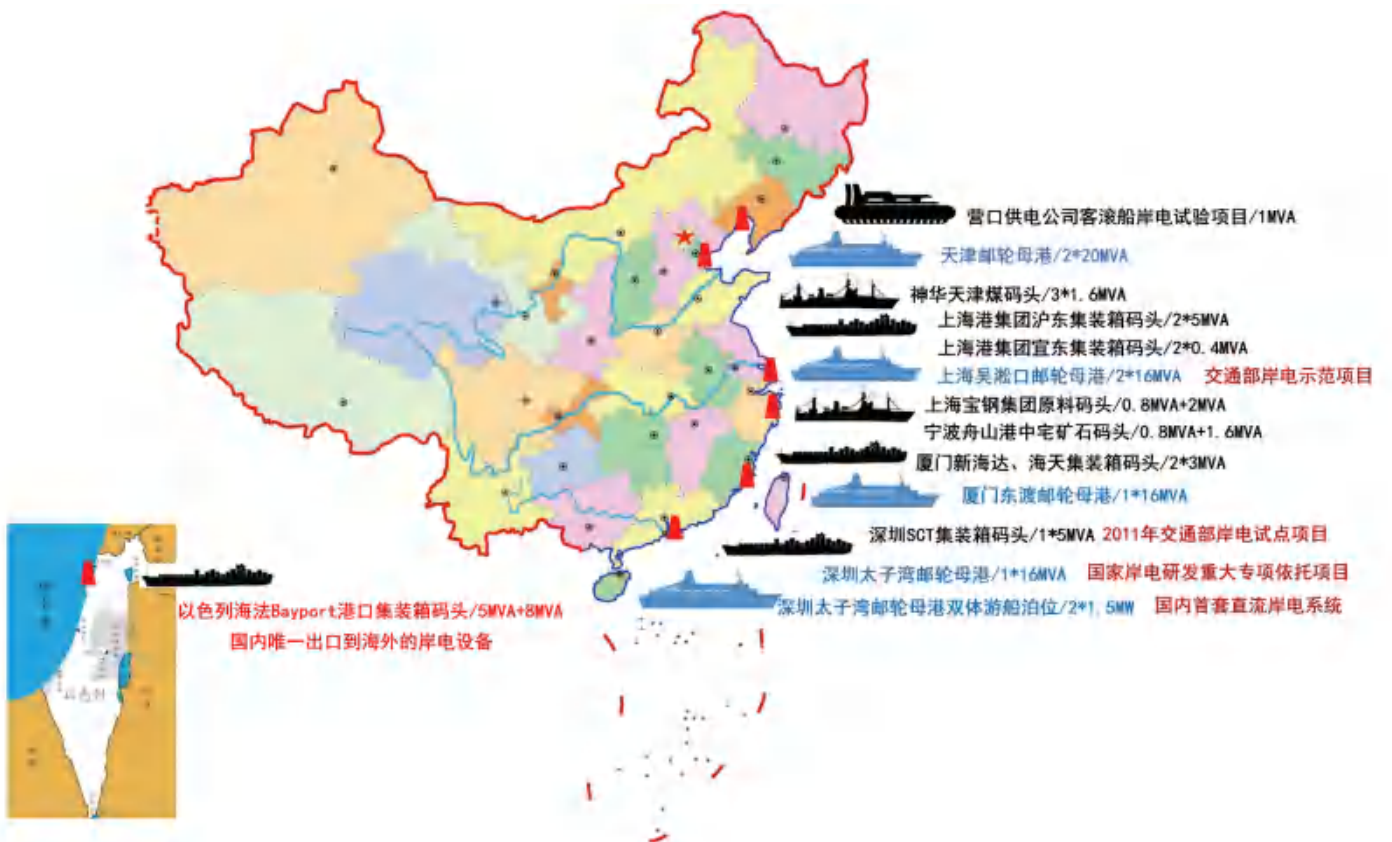 营口供电公司客滚船岸电试验项目/1MVA
天津邮轮母港/2*20MVA
神华天津煤码头/3*1.6MVA
上海港集团沪东集装箱码头/2*5MVA
上海港集团宜东集装箱码头/2*0.4MVA
上海吴淞口邮轮母港/2*16MVA 交通部岸电示范项目
上海宝钢集团原料码头/0.8MVA+2MVA
宁波舟山港中宅矿石码头/0.8MVA+1.6MVA
厦门新海达、海天集装箱码头/2*3MVA
厦门东渡邮轮母港/1*16MVA
深圳SCT集装箱码头/1*5MVA 2011年交通部岸电试点项目
深圳太子湾邮轮母港/1*16MVA 国家岸电研发重大专项依托项目
深圳太子湾邮轮母港双体游船泊位/2*1.5MW 国内首套直流岸电系统
以色列海法Bayport港口集装箱码头/5MVA+8MVA
国内唯一出口到海外的岸电设备
以色列